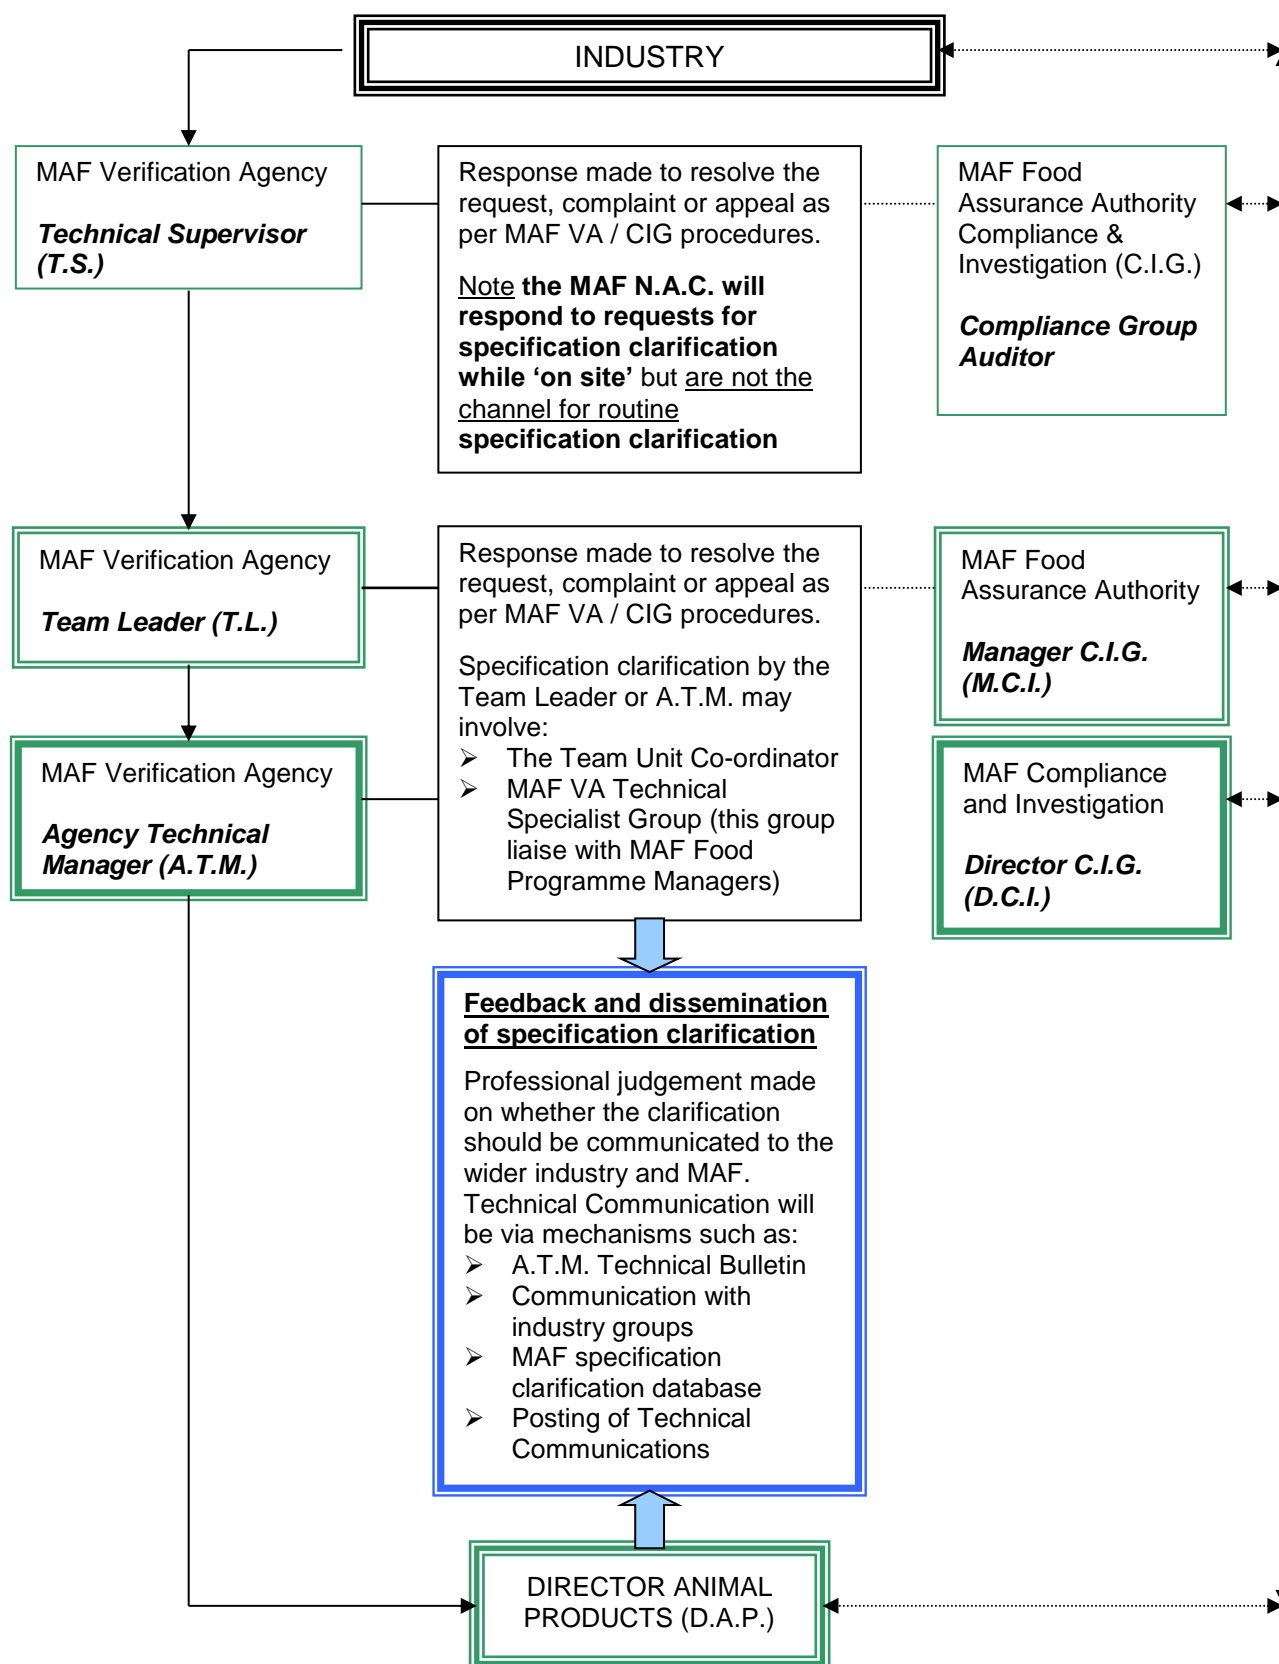 INDUSTRY
MAF Verification Agency
Technical Supervisor
(T.S.)
Response made to resolve the
request, complaint or appeal as
per MAF VA / CIG procedures.
Note the MAF N.A.C. will
respond to requests for
specification clarification
while ‘on site’ but are not the
channel for routine
specification clarification
MAF Food
Assurance Authority
Compliance &
Investigation (C.I.G.)
Compliance Group
Auditor
MAF Verification Agency
Team Leader (T.L.)
Response made to resolve the
request, complaint or appeal as
per MAF VA / CIG procedures.
Specification clarification by the
Team Leader or A.T.M. may
involve:
➢ The Team Unit Co-ordinator
➢ MAF VA Technical
Specialist Group (this group
liaise with MAF Food
Programme Managers)
MAF Food
Assurance Authority
Manager C.I.G.
(M.C.I.)
MAF Verification Agency
Agency Technical
Manager (A.T.M.)
MAF Compliance
and Investigation
Director C.I.G.
(D.C.I.)
Feedback and dissemination
of specification clarification
Professional judgement made
on whether the clarification
should be communicated to the
wider industry and MAF.
Technical Communication will
be via mechanisms such as:
➢ A.T.M. Technical Bulletin
➢ Communication with
industry groups
➢ MAF specification
clarification database
➢ Posting of Technical
Communications
DIRECTOR ANIMAL
PRODUCTS (D.A.P.)